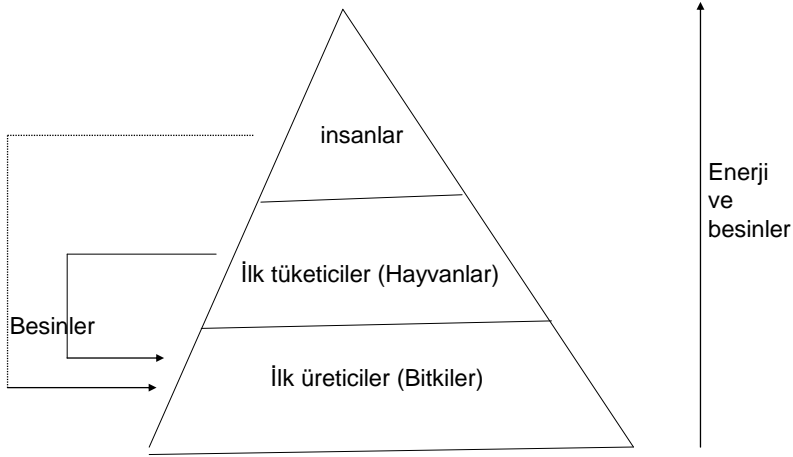 insanlar
Enerji
ve
besinler
İlk tüketiciler (Hayvanlar)
Besinler
İlk üreticiler (Bitkiler)